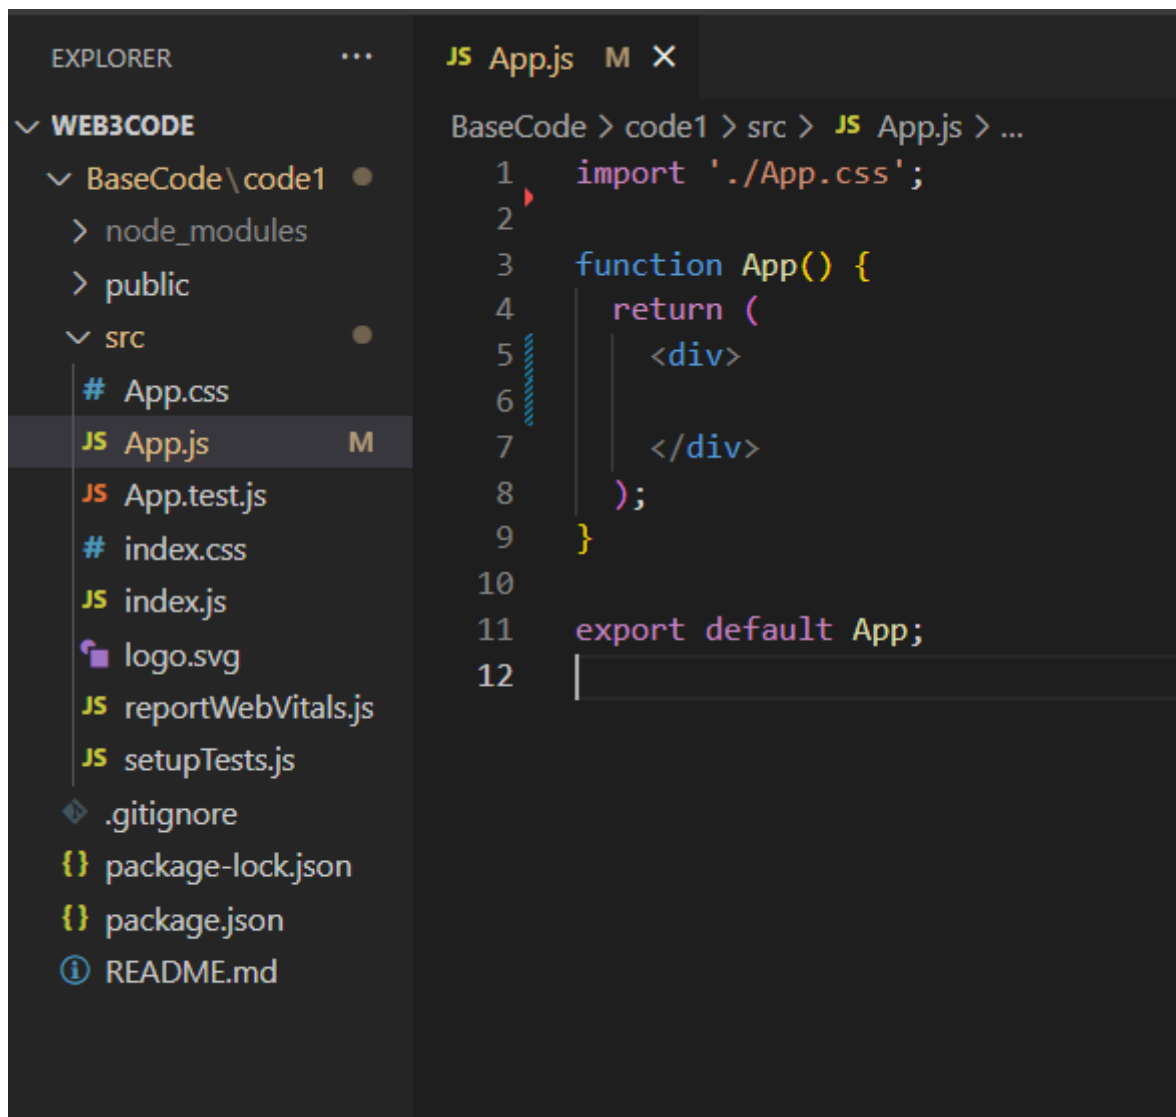 EXPLORER ...
WEB3CODE
BaseCode\code1
node_modules
public
src
# App.css
JS App.js M
JS App.test.js
# index.css
JS index.js
logo.svg
JS reportWebVitals.js
JS setupTests.js
.gitignore
{} package-lock.json
{} package.json
README.md
JS App.js M
BaseCode > code1 > src > JS App.js > ...
1 import './App.css';
2
3 function App() {
4 return (
5 <div>
6
7 </div>
8 );
9 }
10
11 export default App;
12